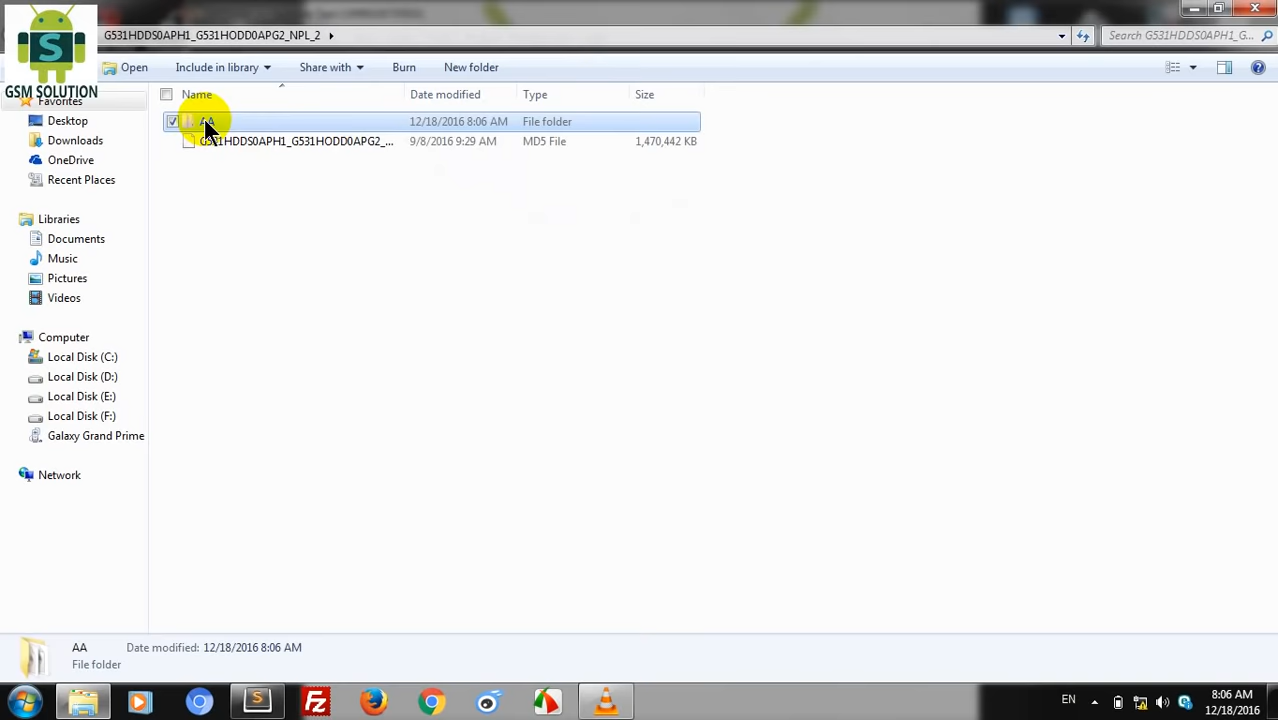 S
GSM SOLUTION
G531HDDS0APH1_G531HODD0APG2_NPL_2
Search G531HDDS0APH1_G...
Open
Include in library
Share with
Burn
New folder
Name
Date modified
Type
Size
AA
12/18/2016 8:06 AM
File folder
G531HDDS0APH1_G531HODD0APG2_...
9/8/2016 9:29 AM
MD5 File
1,470,442 KB
Favorites
Desktop
Downloads
OneDrive
Recent Places
Libraries
Documents
Music
Pictures
Videos
Computer
Local Disk (C:)
Local Disk (D:)
Local Disk (E:)
Local Disk (F:)
Galaxy Grand Prime
Network
AA
Date modified: 12/18/2016 8:06 AM
File folder
S
Fz
EN
8:06 AM
12/18/2016